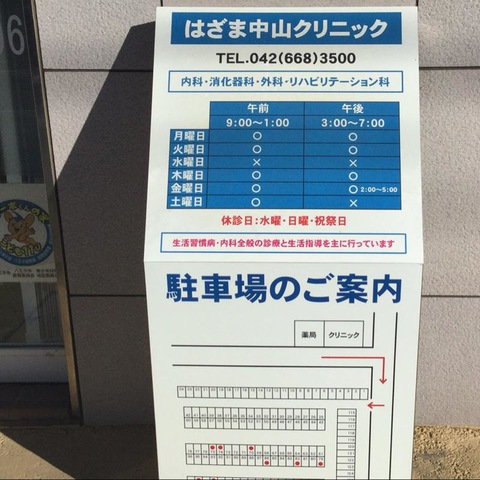 はざま中山クリニック
TEL.042(668)3500
内科・消化器科・外科・リハビリテーション科
午前 午後
9:00〜1:00 3:00〜7:00
月曜日 ○ ○
火曜日 ○ ○
水曜日 × ×
木曜日 ○ ○
金曜日 ○ ○ 2:00〜5:00
土曜日 ○ ×
休診日:水曜・日曜・祝祭日
生活習慣病・内科全般の診療と生活指導を主に行っています
駐車場のご案内
薬局 クリニック
06